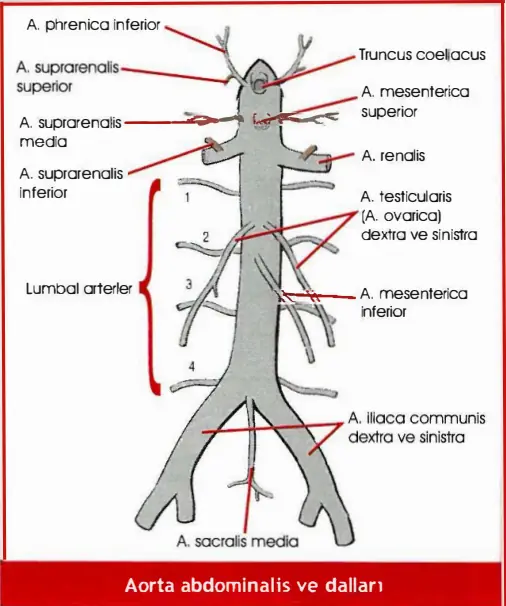 A. phrenica inferior
A. suprarenalis
superior
A. suprarenalis
media
A. suprarenalis
inferior
Lumbal arterler
1
2
3
4
Truncus coeliacus
A. mesenterica
superior
A. renalis
A. testicularis
(A. ovarica)
dextra ve sinistra
A. mesenterica
inferior
A. iliaca communis
dextra ve sinistra
A. sacralis media
Aorta abdominalis ve dalları